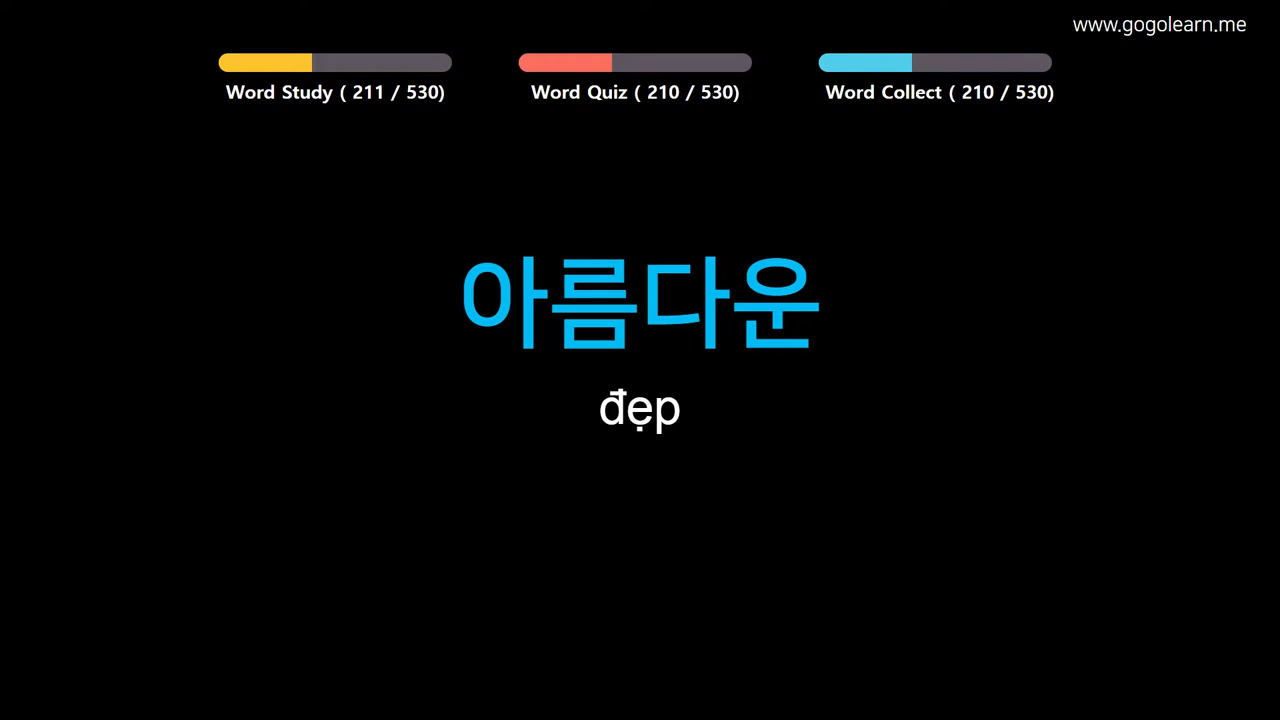 www.gogolearn.me
Word Study ( 211 / 530)
Word Quiz ( 210 / 530)
Word Collect ( 210 / 530)
아름다운
đẹp